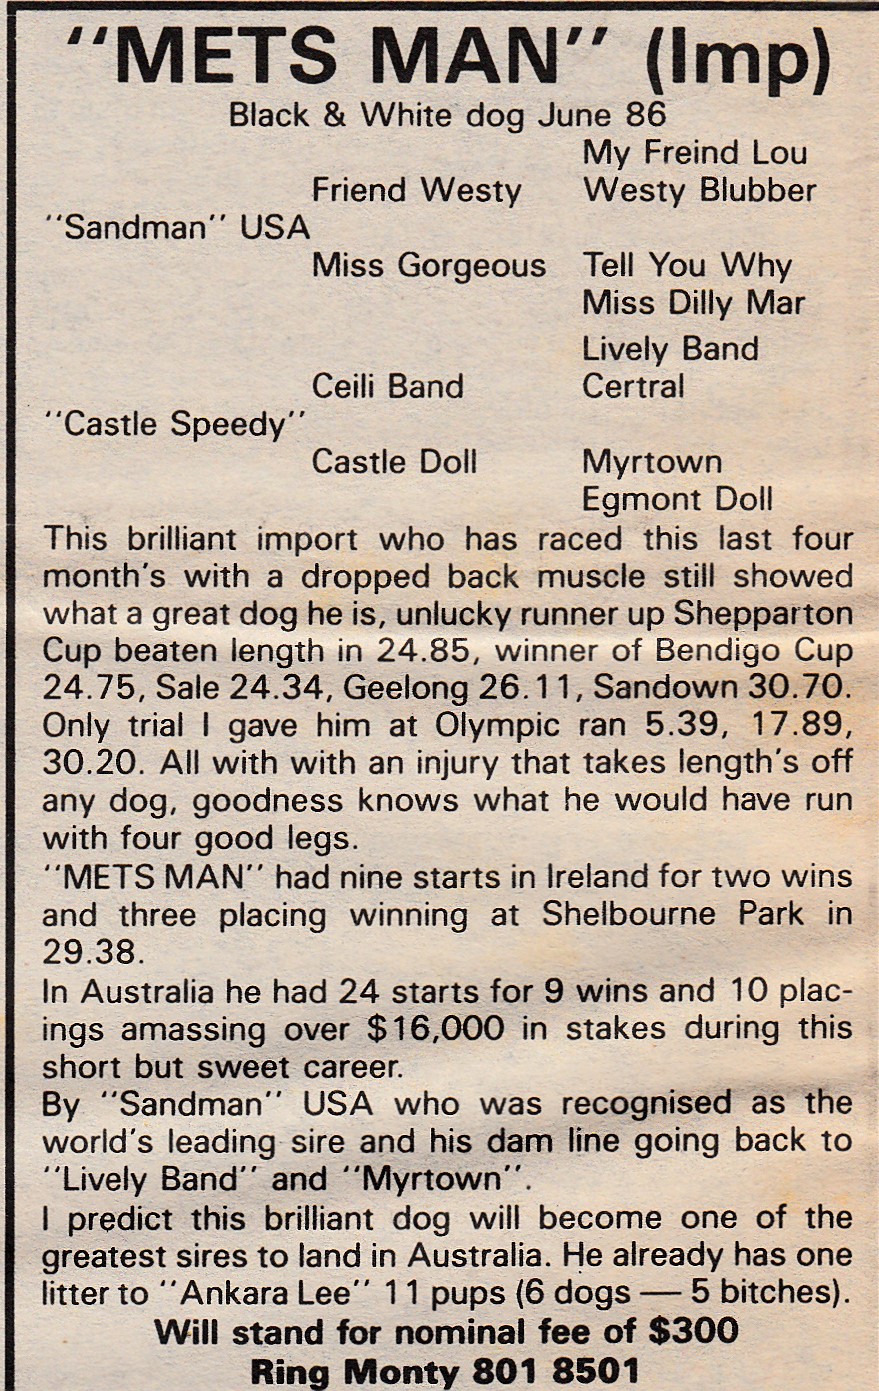 "METS MAN" (Imp)
Black & White dog June 86
My Freind Lou
Friend Westy Westy Blubber
"Sandman" USA
Miss Gorgeous Tell You Why
Miss Dilly Mar
Lively Band
Ceili Band Certral
"Castle Speedy"
Castle Doll Myrtown
Egmont Doll
This brilliant import who has raced this last four
month's with a dropped back muscle still showed
what a great dog he is, unlucky runner up Shepparton
Cup beaten length in 24.85, winner of Bendigo Cup
24.75, Sale 24.34, Geelong 26.11, Sandown 30.70.
Only trial I gave him at Olympic ran 5.39, 17.89,
30.20. All with with an injury that takes length's off
any dog, goodness knows what he would have run
with four good legs.
"METS MAN" had nine starts in Ireland for two wins
and three placing winning at Shelbourne Park in
29.38.
In Australia he had 24 starts for 9 wins and 10 plac-
ings amassing over $16,000 in stakes during this
short but sweet career.
By "Sandman" USA who was recognised as the
world's leading sire and his dam line going back to
"Lively Band" and "Myrtown".
I predict this brilliant dog will become one of the
greatest sires to land in Australia. He already has one
litter to "Ankara Lee" 11 pups (6 dogs — 5 bitches).
Will stand for nominal fee of $300
Ring Monty 801 8501